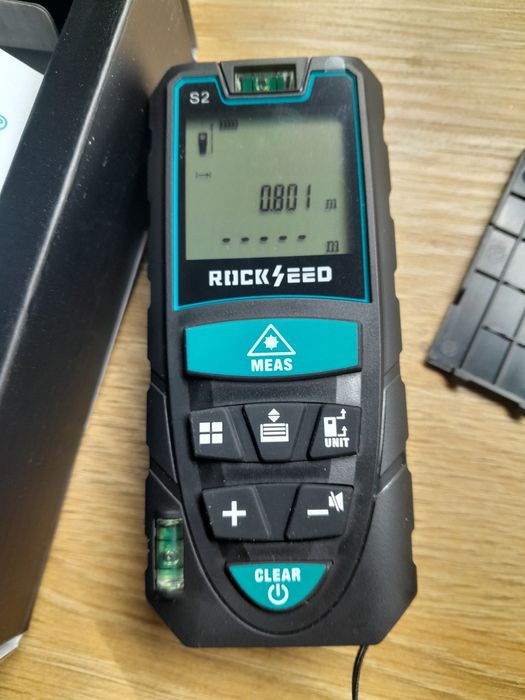 S2
0.801 m
- - - - - m
ROCKSEED
MEAS
UNIT
+
−
CLEAR